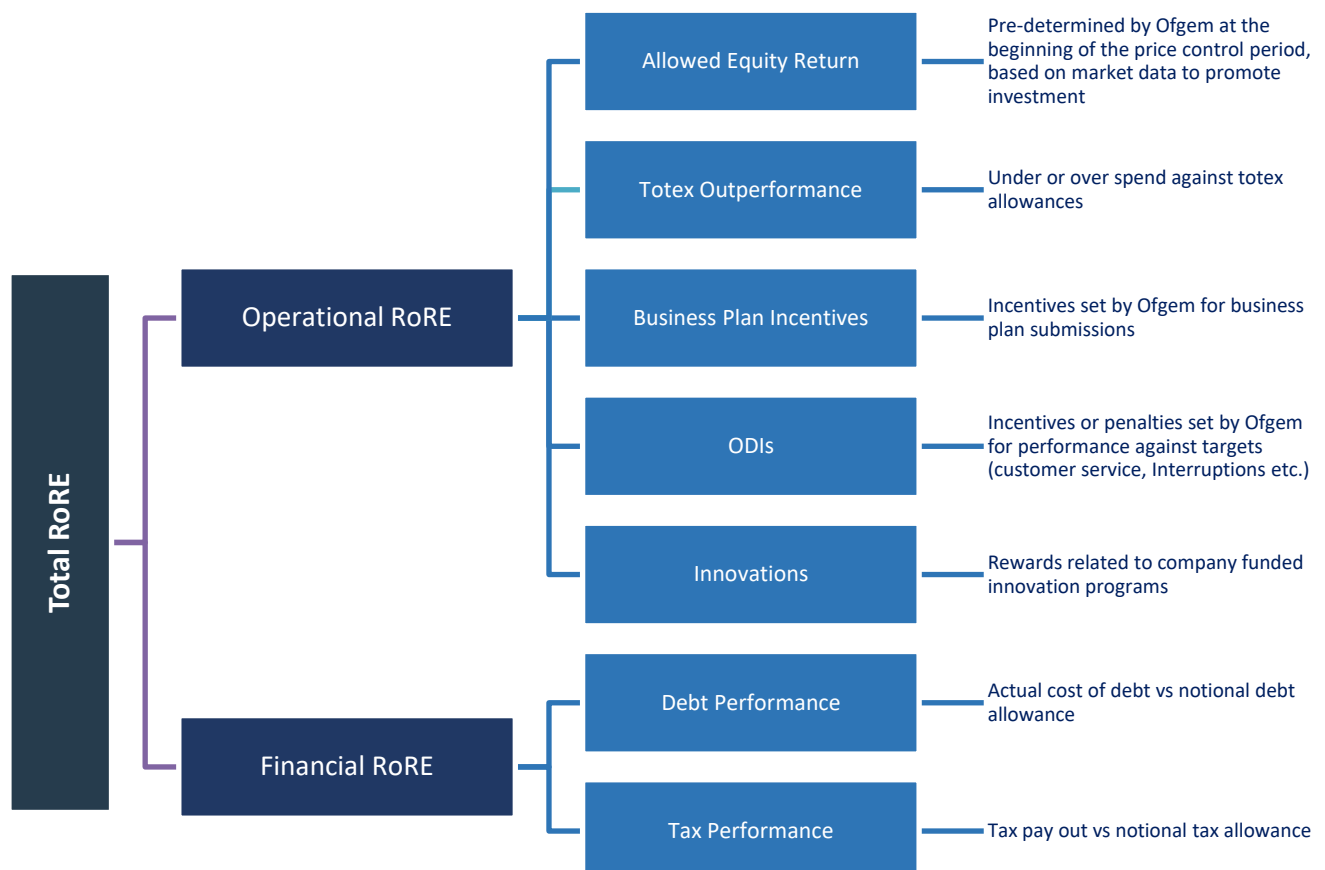 Total RoRE
Operational RoRE
Allowed Equity Return
Pre-determined by Ofgem at the
beginning of the price control period,
based on market data to promote
investment
Totex Outperformance
Under or over spend against totex
allowances
Business Plan Incentives
Incentives set by Ofgem for business
plan submissions
ODIs
Incentives or penalties set by Ofgem
for performance against targets
(customer service, Interruptions etc.)
Innovations
Rewards related to company funded
innovation programs
Financial RoRE
Debt Performance
Actual cost of debt vs notional debt
allowance
Tax Performance
Tax pay out vs notional tax allowance